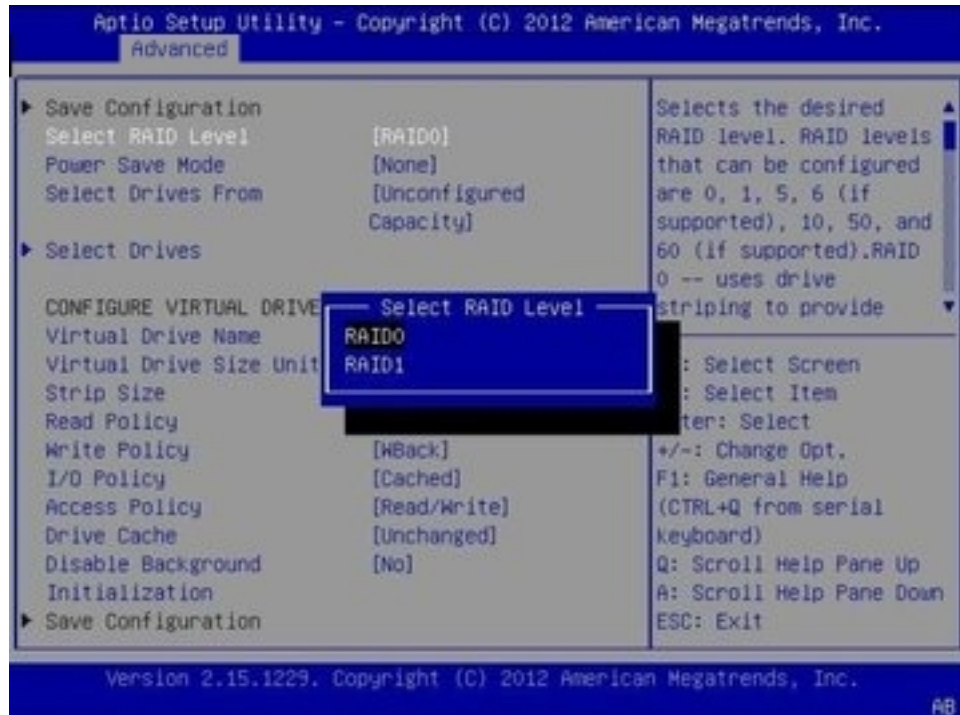 Aptio Setup Utility – Copyright (C) 2012 American Megatrends, Inc.
Advanced
Save Configuration
Select RAID Level [RAID0]
Power Save Mode [None]
Select Drives From [Unconfigured
Capacity]
Select Drives
CONFIGURE VIRTUAL DRIVE
Virtual Drive Name
Virtual Drive Size Unit
Strip Size
Read Policy
Write Policy [WBack]
I/O Policy [Cached]
Access Policy [Read/Write]
Drive Cache [Unchanged]
Disable Background [No]
Initialization
Save Configuration
Select RAID Level
RAID0
RAID1
Selects the desired
RAID level. RAID levels
that can be configured
are 0, 1, 5, 6 (if
supported), 10, 50, and
60 (if supported).RAID
0 -- uses drive
striping to provide
: Select Screen
: Select Item
ter: Select
+/-: Change Opt.
F1: General Help
(CTRL+Q from serial
keyboard)
Q: Scroll Help Pane Up
A: Scroll Help Pane Down
ESC: Exit
Version 2.15.1229. Copyright (C) 2012 American Megatrends, Inc.
AB